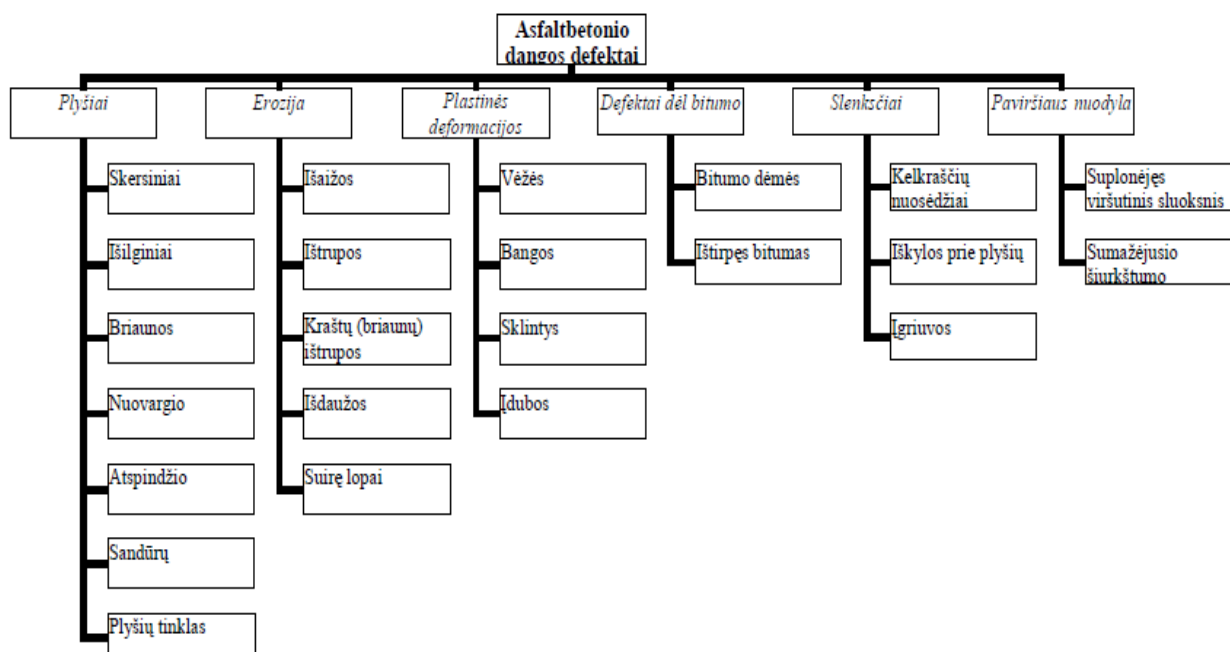 Asfaltbetonio
dangos defektai
Plyšiai
Skersiniai
Išilginiai
Briaunos
Nuovargio
Atspindžio
Sandūrų
Plyšių tinklas
Erozija
Išaižos
Ištrupos
Kraštų (briaunų)
ištrupos
Išdaužos
Suirę lopai
Plastinės
deformacijos
Vėžės
Bangos
Sklintys
Įdubos
Defektai dėl bitumo
Bitumo dėmės
Ištirpęs bitumas
Slenksčiai
Kelkraščių
nuosėdžiai
Iškylos prie plyšių
Įgriuvos
Paviršiaus nuodyla
Suplonėjęs
viršutinis sluoksnis
Sumažėjusio
šiurkštumo